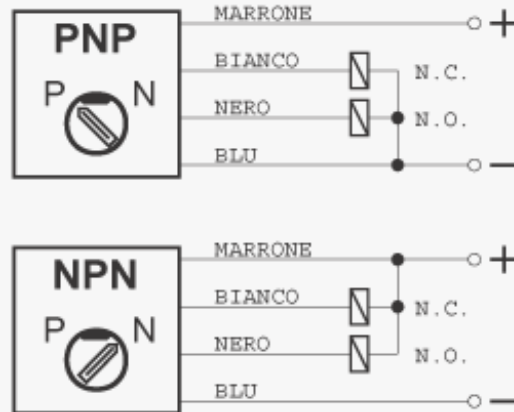 MARRONE +
PNP
BIANCO N.C.
P N
NERO N.O.
BLU −
MARRONE +
NPN
BIANCO N.C.
P N
NERO N.O.
BLU −